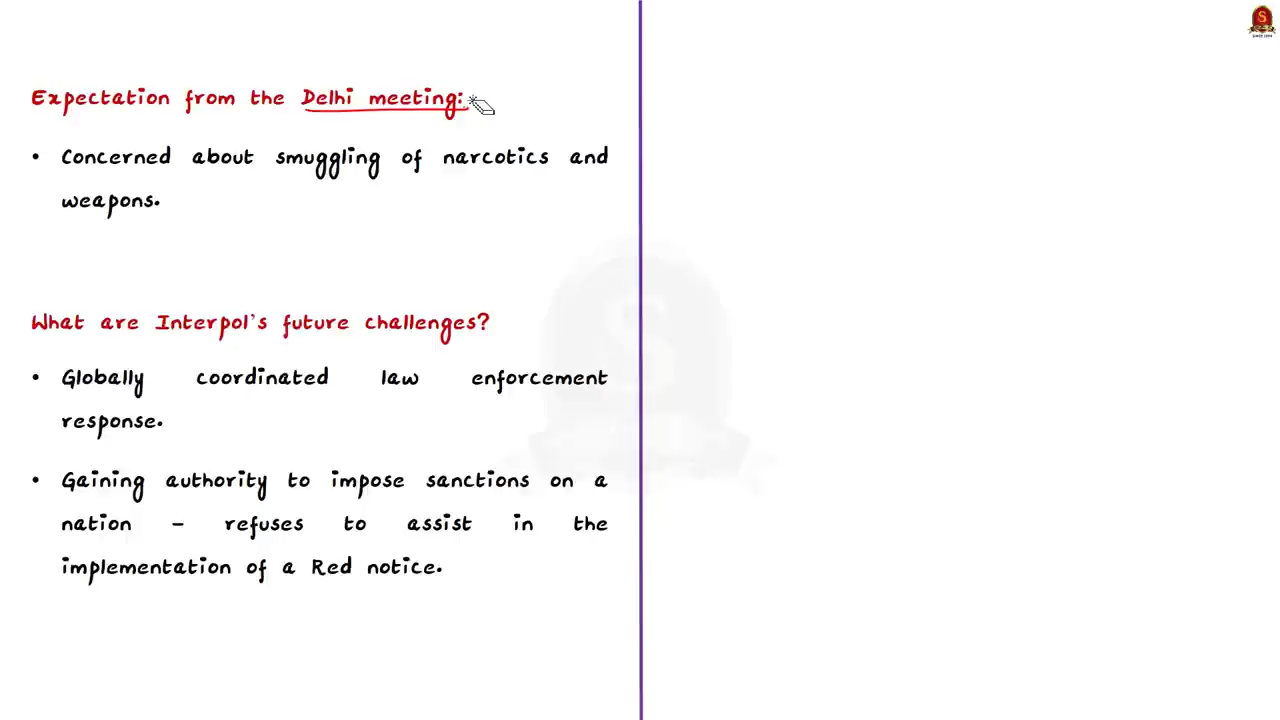 Expectation from the Delhi meeting:
• Concerned about smuggling of narcotics and
weapons.
What are Interpol's future challenges?
• Globally coordinated law enforcement
response.
• Gaining authority to impose sanctions on a
nation – refuses to assist in the
implementation of a Red notice.